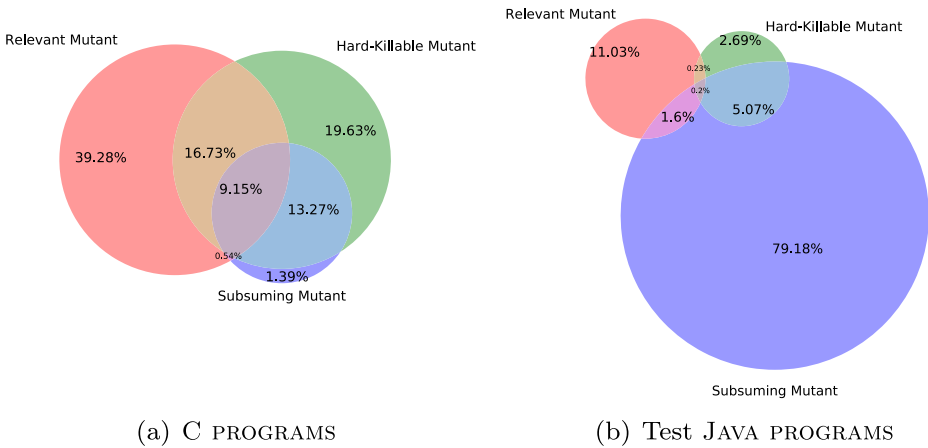 Relevant Mutant
Hard-Killable Mutant
39.28%
16.73%
19.63%
9.15%
13.27%
0.54%
1.39%
Subsuming Mutant
(a) C PROGRAMS
Relevant Mutant
Hard-Killable Mutant
11.03%
2.69%
0.23%
0.2%
1.6%
5.07%
79.18%
Subsuming Mutant
(b) Test JAVA PROGRAMS